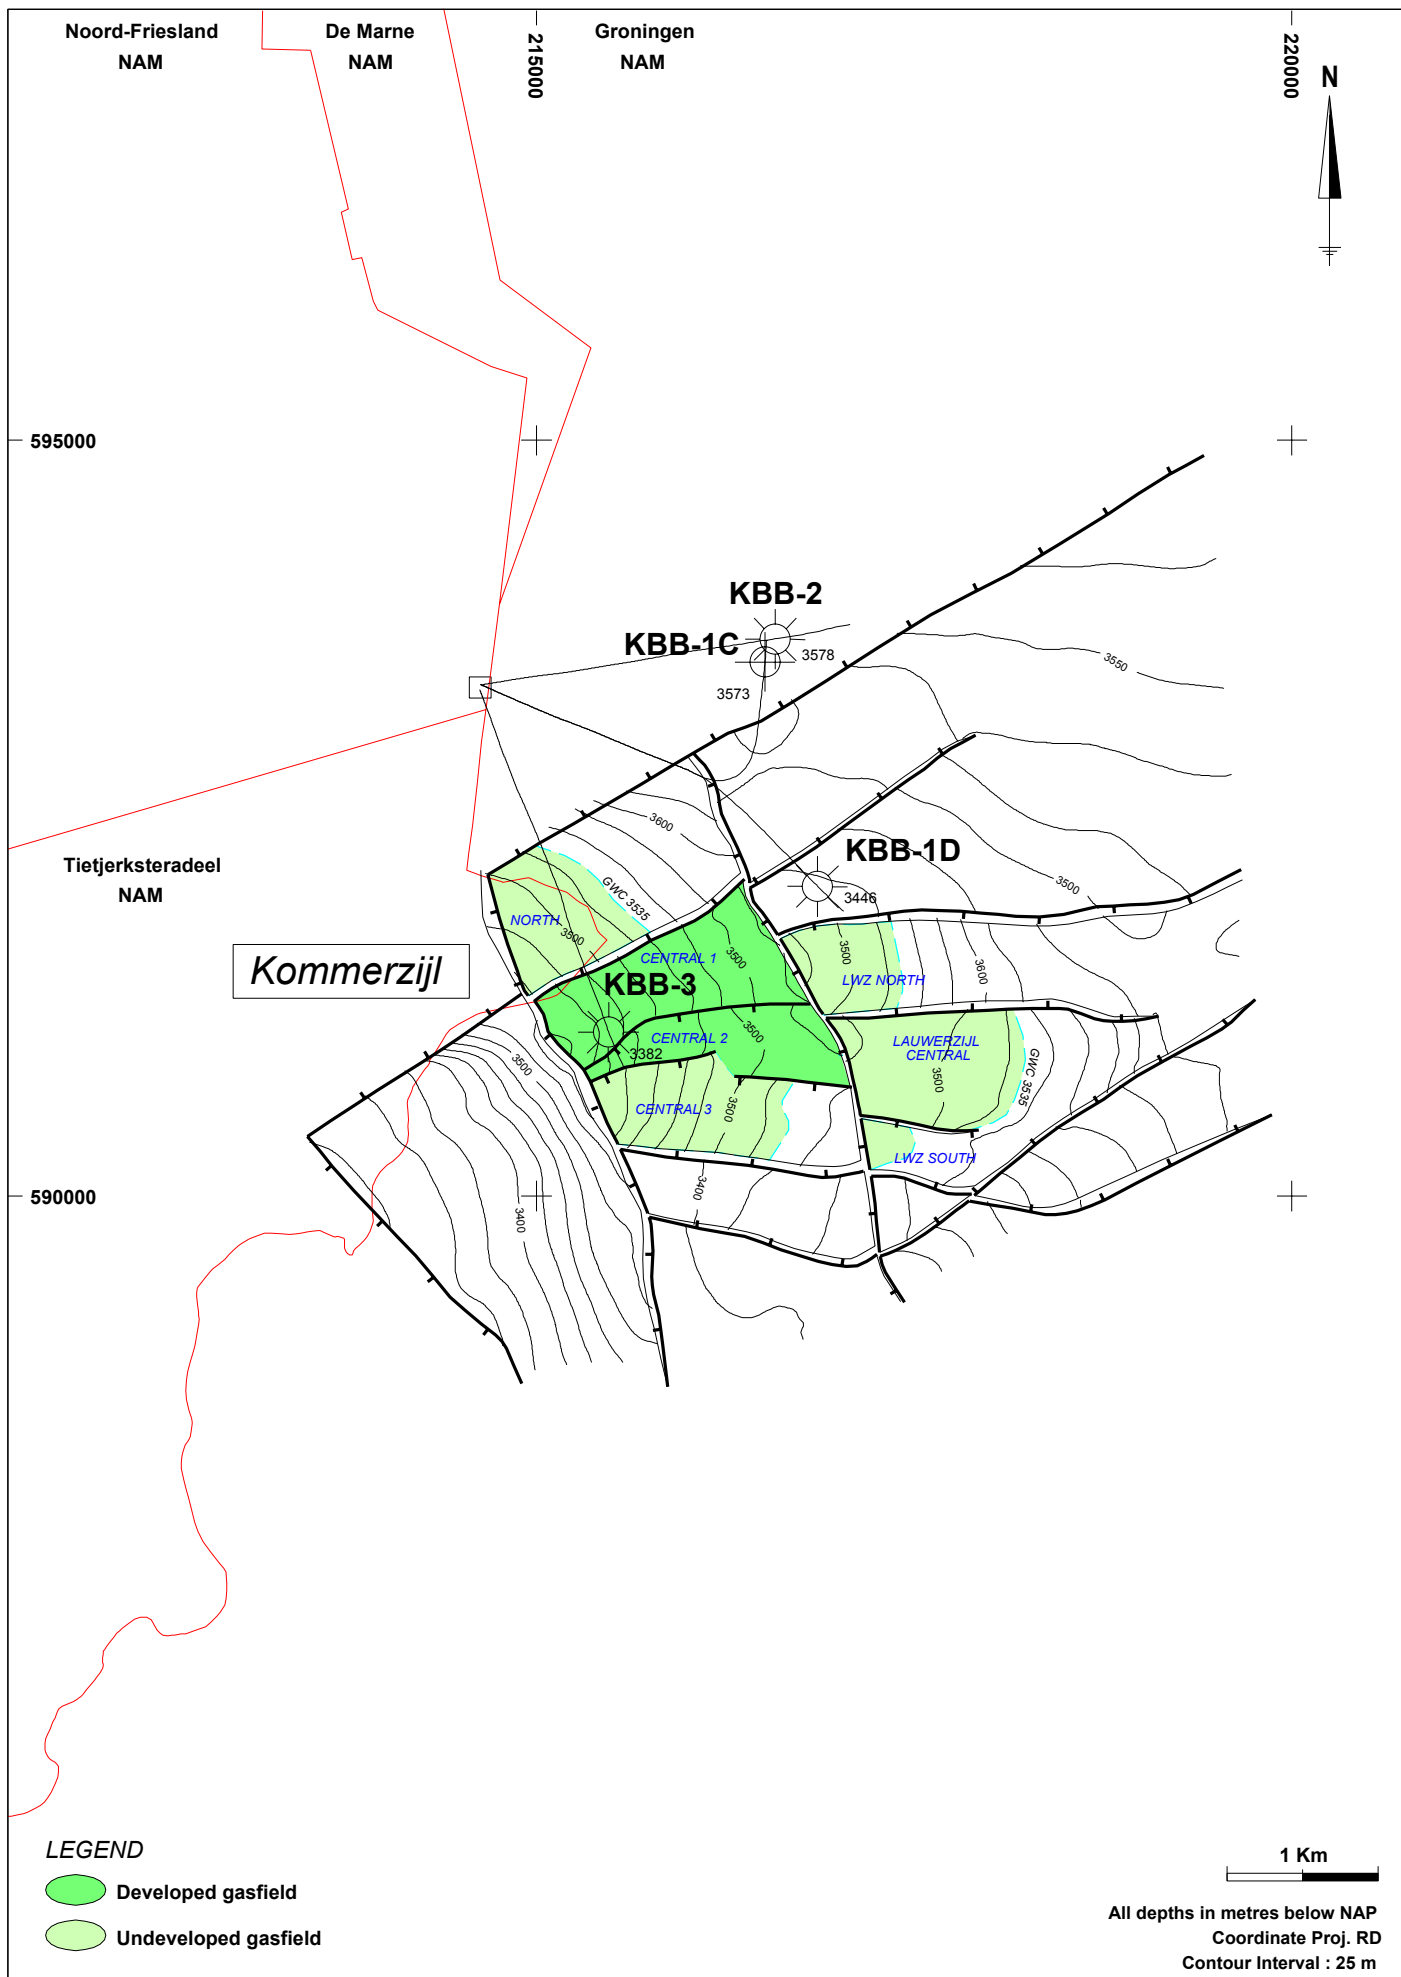 Noord-Friesland
NAM
De Marne
NAM
Groningen
NAM
215000
220000
N
595000
KBB-2
KBB-1C
3578
3573
3550
3600
KBB-1D
3446
3500
Tietjerksteradeel
NAM
GWC 3535
NORTH
3500
CENTRAL 1
3500
3500
LWZ NORTH
3600
Kommerzijl
KBB-3
CENTRAL 2
3500
3382
LAUWERZIJL
CENTRAL
3500
GWC 3535
3500
CENTRAL 3
3500
LWZ SOUTH
3400
590000
3400
LEGEND
Developed gasfield
Undeveloped gasfield
1 Km
All depths in metres below NAP
Coordinate Proj. RD
Contour Interval : 25 m